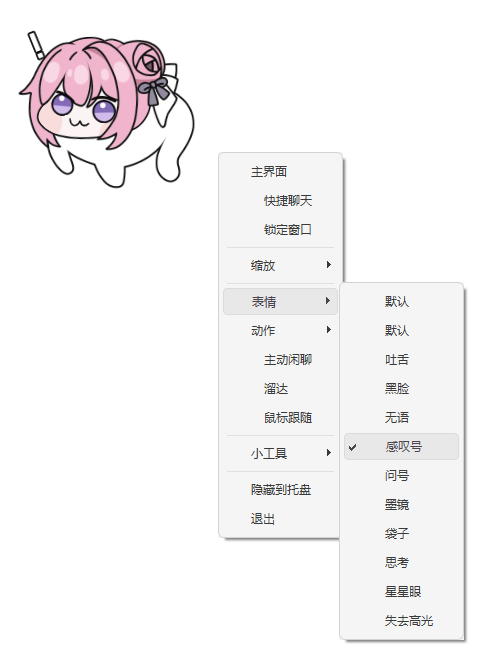 主界面
快捷聊天
锁定窗口
缩放
表情
动作
主动闲聊
溜达
鼠标跟随
小工具
隐藏到托盘
退出
默认
默认
吐舌
黑脸
无语
感叹号
问号
墨镜
袋子
思考
星星眼
失去高光